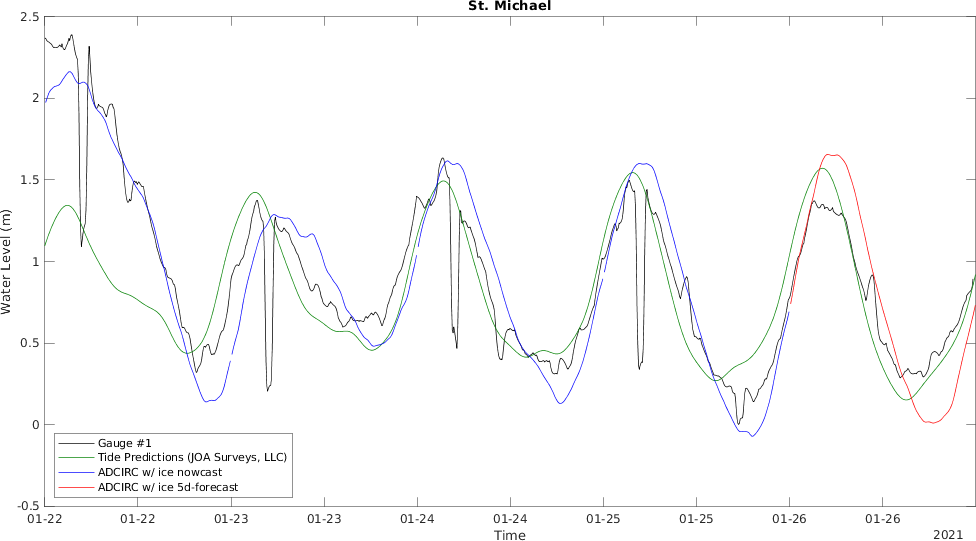 St. Michael
2.5
2
1.5
1
0.5
0
-0.5
Water Level (m)
Gauge #1
Tide Predictions (JOA Surveys, LLC)
ADCIRC w/ ice nowcast
ADCIRC w/ ice 5d-forecast
01-22 01-22 01-23 01-23 01-24 01-24 01-25 01-25 01-26 01-26
Time
2021